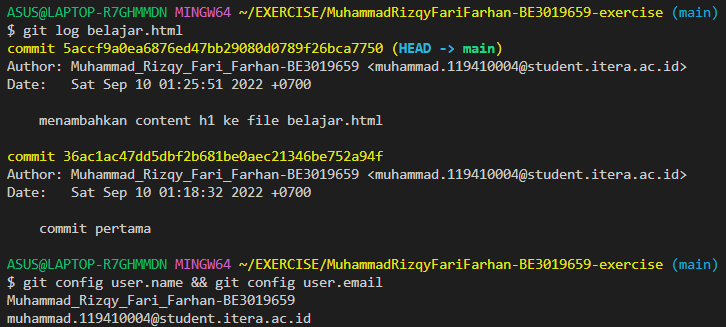 ASUS@LAPTOP-R7GHMMDN MINGW64 ~/EXERCISE/MuhammadRizqyFariFarhan-BE3019659-exercise (main)
$ git log belajar.html
commit 5accf9a0ea6876ed47bb29080d0789f26bca7750 (HEAD -> main)
Author: Muhammad_Rizqy_Fari_Farhan-BE3019659 <muhammad.119410004@student.itera.ac.id>
Date:   Sat Sep 10 01:25:51 2022 +0700

    menambahkan content h1 ke file belajar.html

commit 36ac1ac47dd5dbf2b681be0aec21346be752a94f
Author: Muhammad_Rizqy_Fari_Farhan-BE3019659 <muhammad.119410004@student.itera.ac.id>
Date:   Sat Sep 10 01:18:32 2022 +0700

    commit pertama

ASUS@LAPTOP-R7GHMMDN MINGW64 ~/EXERCISE/MuhammadRizqyFariFarhan-BE3019659-exercise (main)
$ git config user.name && git config user.email
Muhammad_Rizqy_Fari_Farhan-BE3019659
muhammad.119410004@student.itera.ac.id